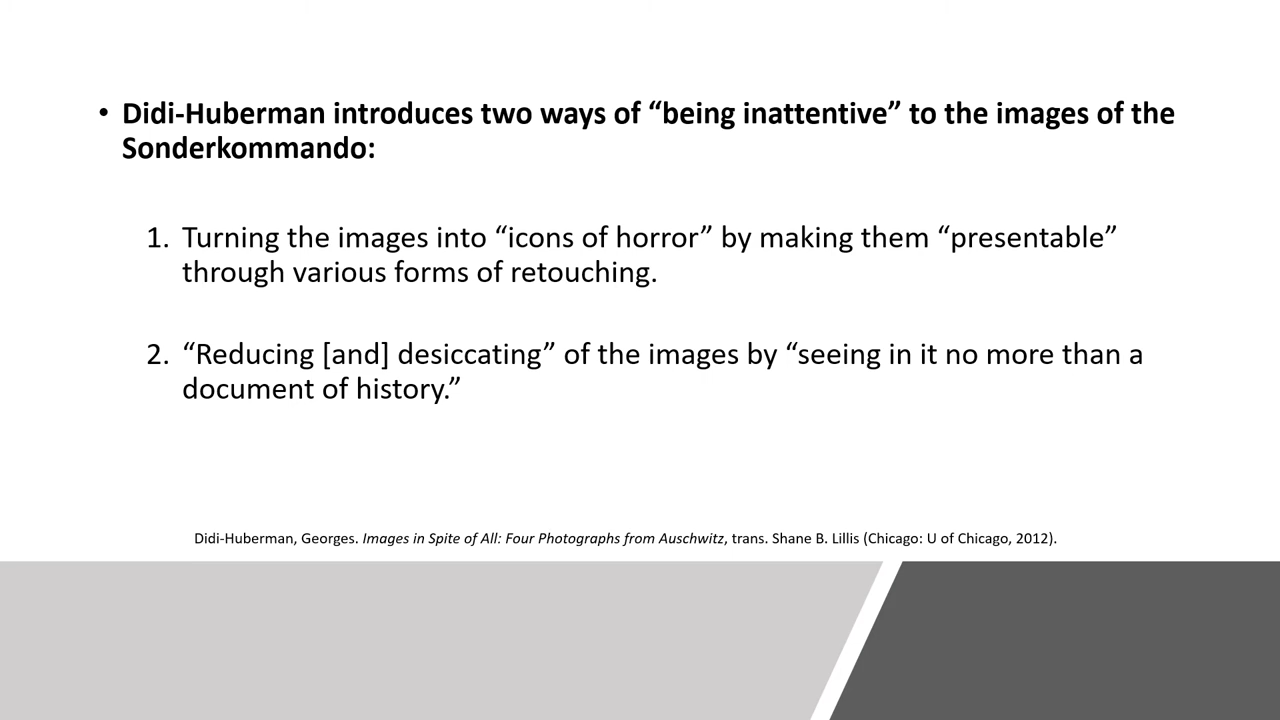 • Didi-Huberman introduces two ways of “being inattentive” to the images of the
Sonderkommando:
1. Turning the images into “icons of horror” by making them “presentable”
through various forms of retouching.
2. “Reducing [and] desiccating” of the images by “seeing in it no more than a
document of history.”
Didi-Huberman, Georges. Images in Spite of All: Four Photographs from Auschwitz, trans. Shane B. Lillis (Chicago: U of Chicago, 2012).